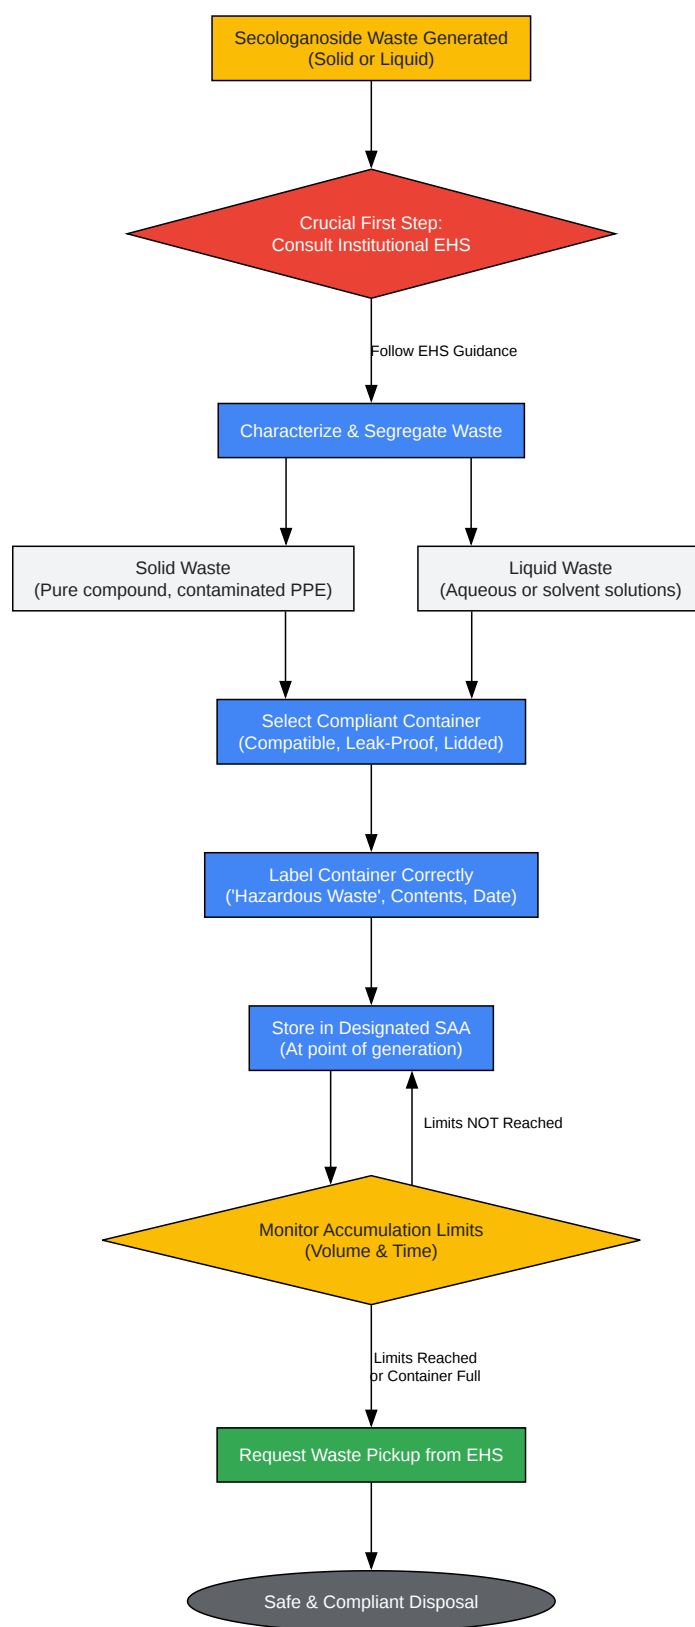 Secologanoside Waste Generated
(Solid or Liquid)
Crucial First Step:
Consult Institutional EHS
Follow EHS Guidance
Characterize & Segregate Waste
Solid Waste
(Pure compound, contaminated PPE)
Liquid Waste
(Aqueous or solvent solutions)
Select Compliant Container
(Compatible, Leak-Proof, Lidded)
Label Container Correctly
('Hazardous Waste', Contents, Date)
Store in Designated SAA
(At point of generation)
Limits NOT Reached
Monitor Accumulation Limits
(Volume & Time)
Limits Reached
or Container Full
Request Waste Pickup from EHS
Safe & Compliant Disposal